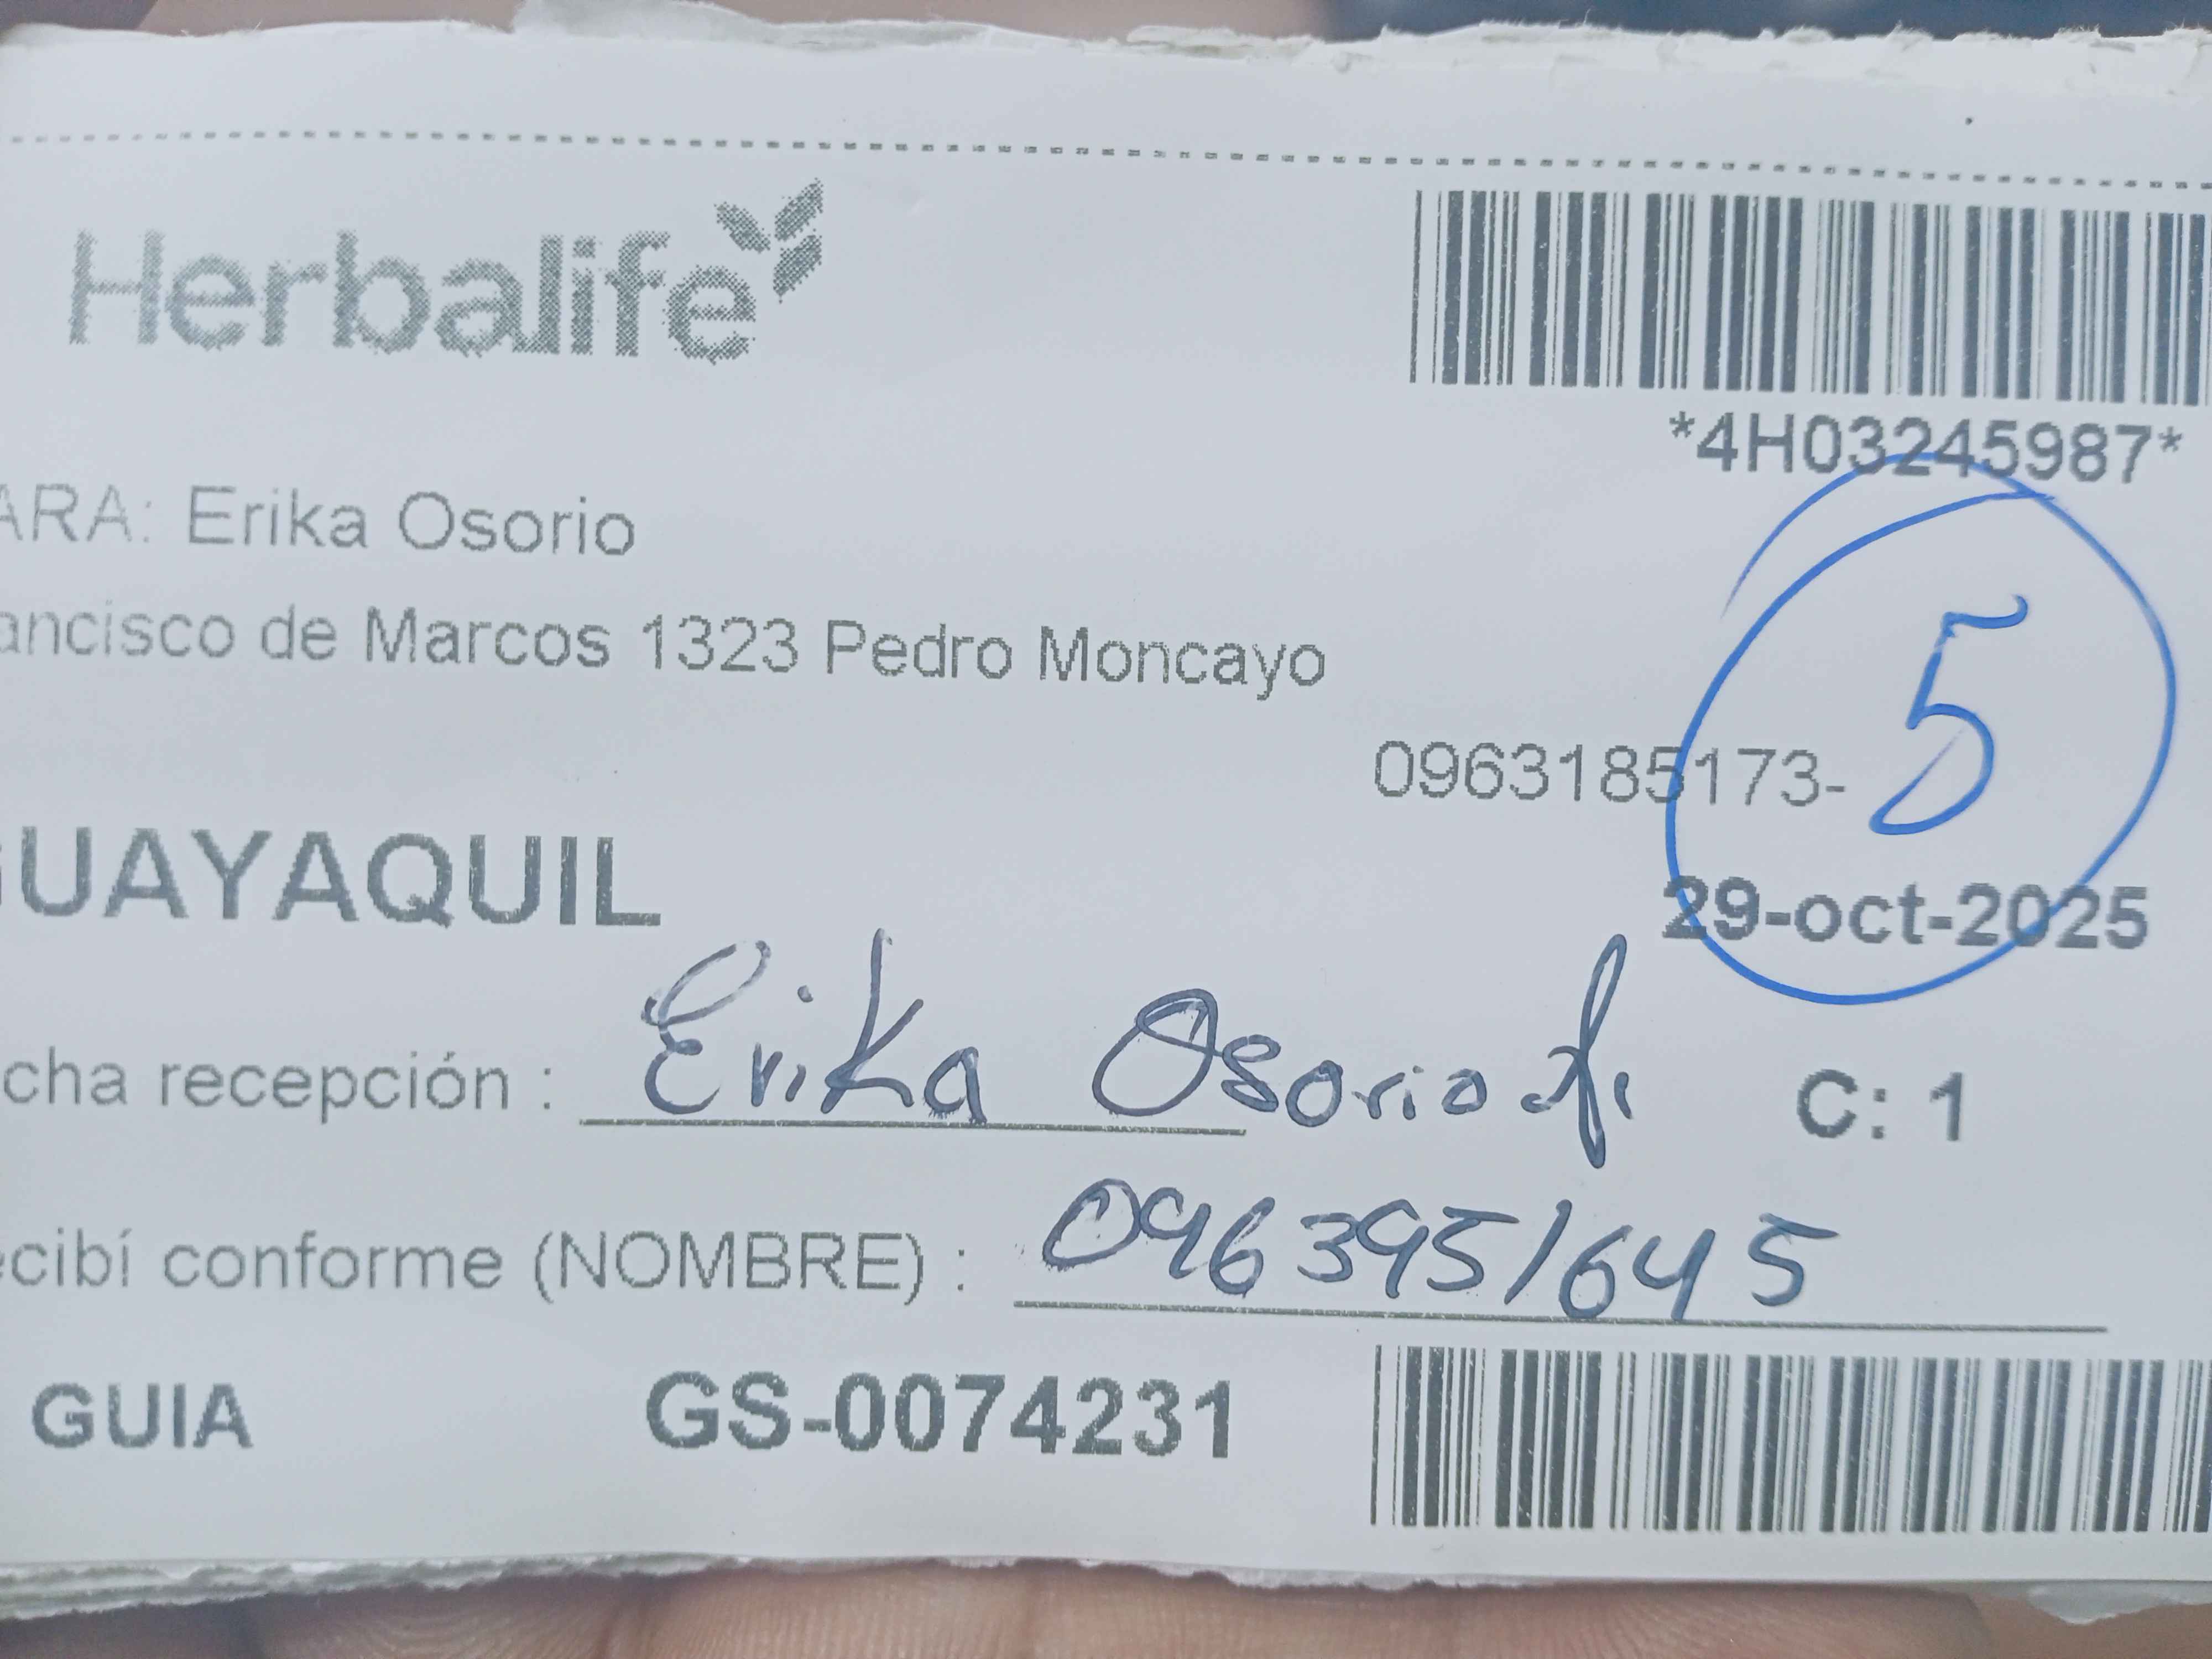 Herbalife
*4H03245987*
ARA: Erika Osorio
ancisco de Marcos 1323 Pedro Moncayo
5
0963185173-
GUAYAQUIL
29-oct-2025
cha recepción : Erika Osorio
C: 1
ecibí conforme (NOMBRE) : 0963951645
GUIA GS-0074231